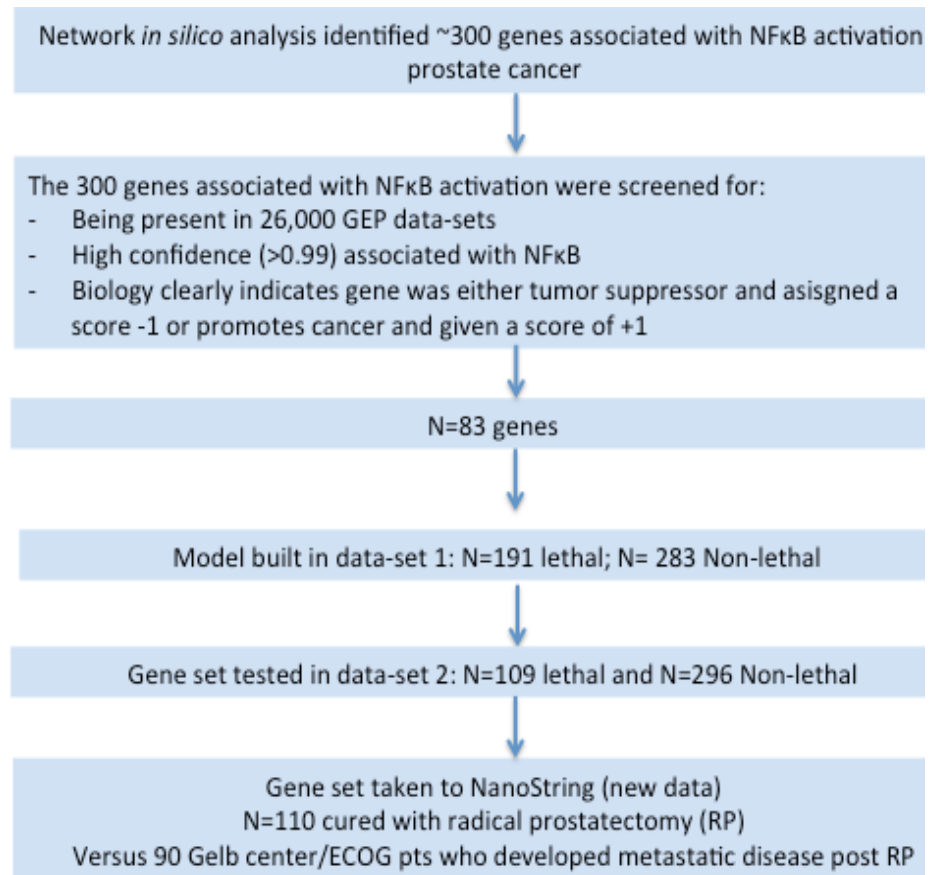 Network in silico analysis identified ~300 genes associated with NFκB activation
prostate cancer
The 300 genes associated with NFκB activation were screened for:
- Being present in 26,000 GEP data-sets
- High confidence (>0.99) associated with NFκB
- Biology clearly indicates gene was either tumor suppressor and asisgned a
score -1 or promotes cancer and given a score of +1
N=83 genes
Model built in data-set 1: N=191 lethal; N= 283 Non-lethal
Gene set tested in data-set 2: N=109 lethal and N=296 Non-lethal
Gene set taken to NanoString (new data)
N=110 cured with radical prostatectomy (RP)
Versus 90 Gelb center/ECOG pts who developed metastatic disease post RP